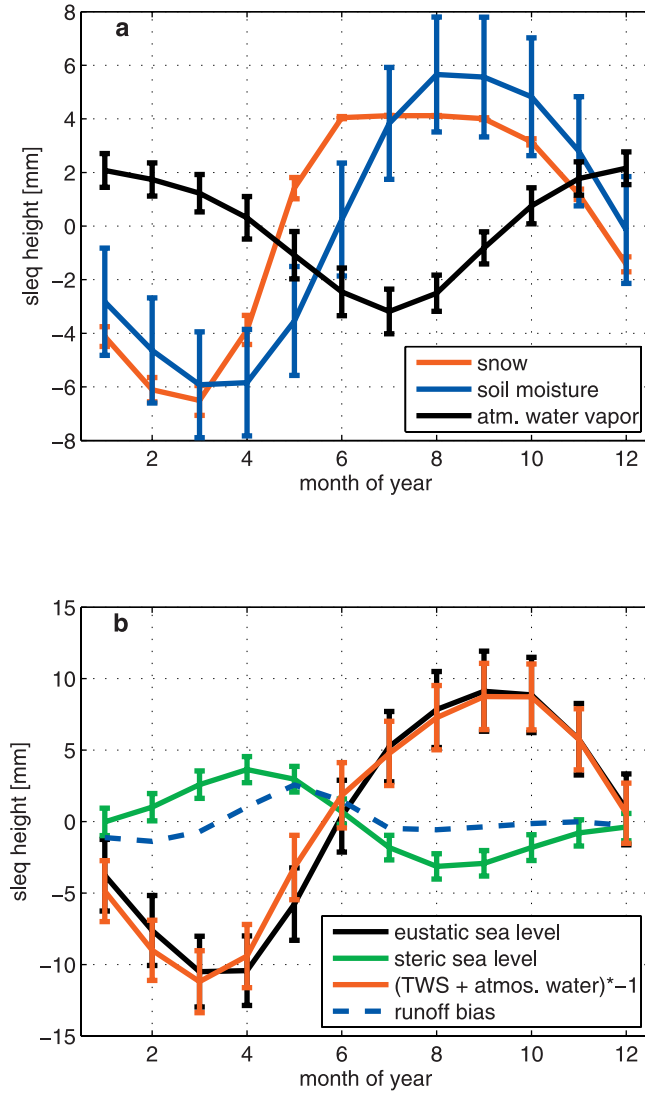 a
8
6
4
2
0
−2
−4
−6
−8
sleq height [mm]
snow
soil moisture
atm. water vapor
2 4 6 8 10 12
month of year
b
15
10
5
0
−5
−10
−15
sleq height [mm]
eustatic sea level
steric sea level
(TWS + atmos. water)*−1
runoff bias
2 4 6 8 10 12
month of year